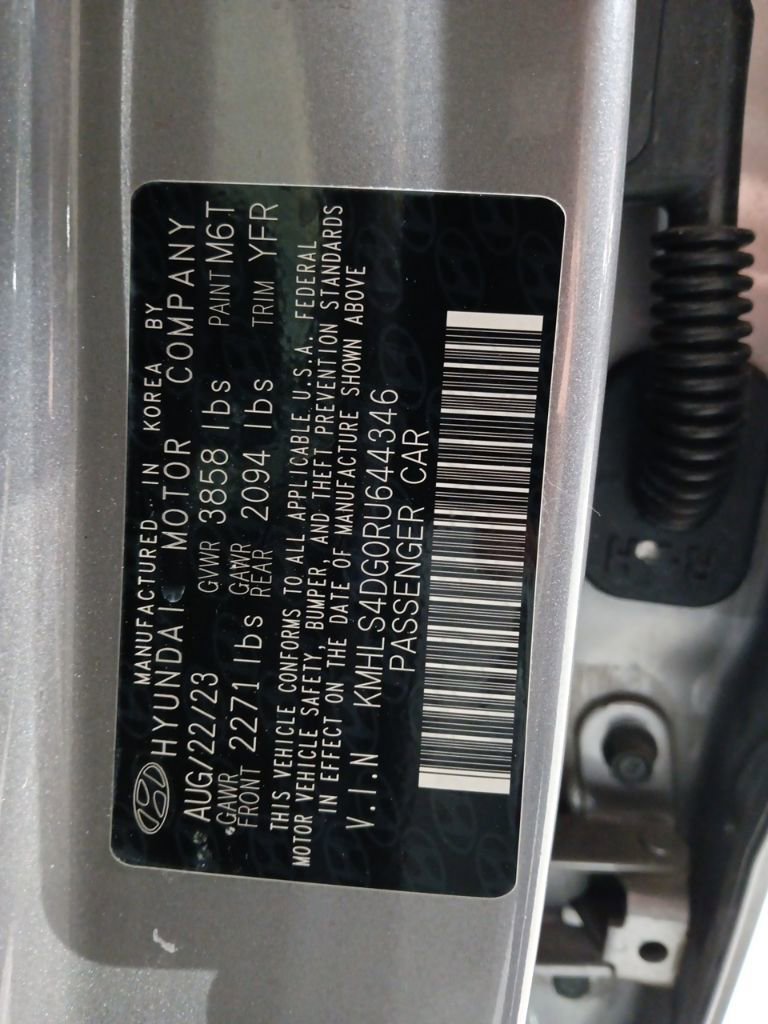 MANUFACTURED IN KOREA BY
HYUNDAI MOTOR COMPANY
AUG/22/23 GVWR 3858 lbs PAINT M6T
GAWR FRONT 2271 lbs GAWR REAR 2094 lbs TRIM YFR
THIS VEHICLE CONFORMS TO ALL APPLICABLE U.S.A. FEDERAL
MOTOR VEHICLE SAFETY, BUMPER, AND THEFT PREVENTION STANDARDS
IN EFFECT ON THE DATE OF MANUFACTURE SHOWN ABOVE
V.I.N KMHLS4DG0RU644346
PASSENGER CAR